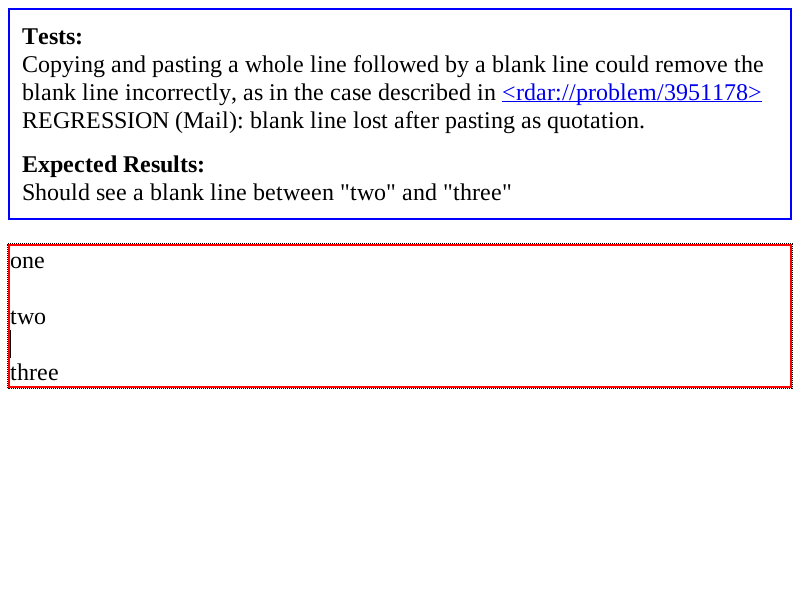 Tests:
Copying and pasting a whole line followed by a blank line could remove the
blank line incorrectly, as in the case described in <rdar://problem/3951178>
REGRESSION (Mail): blank line lost after pasting as quotation.
Expected Results:
Should see a blank line between "two" and "three"
one
two
three